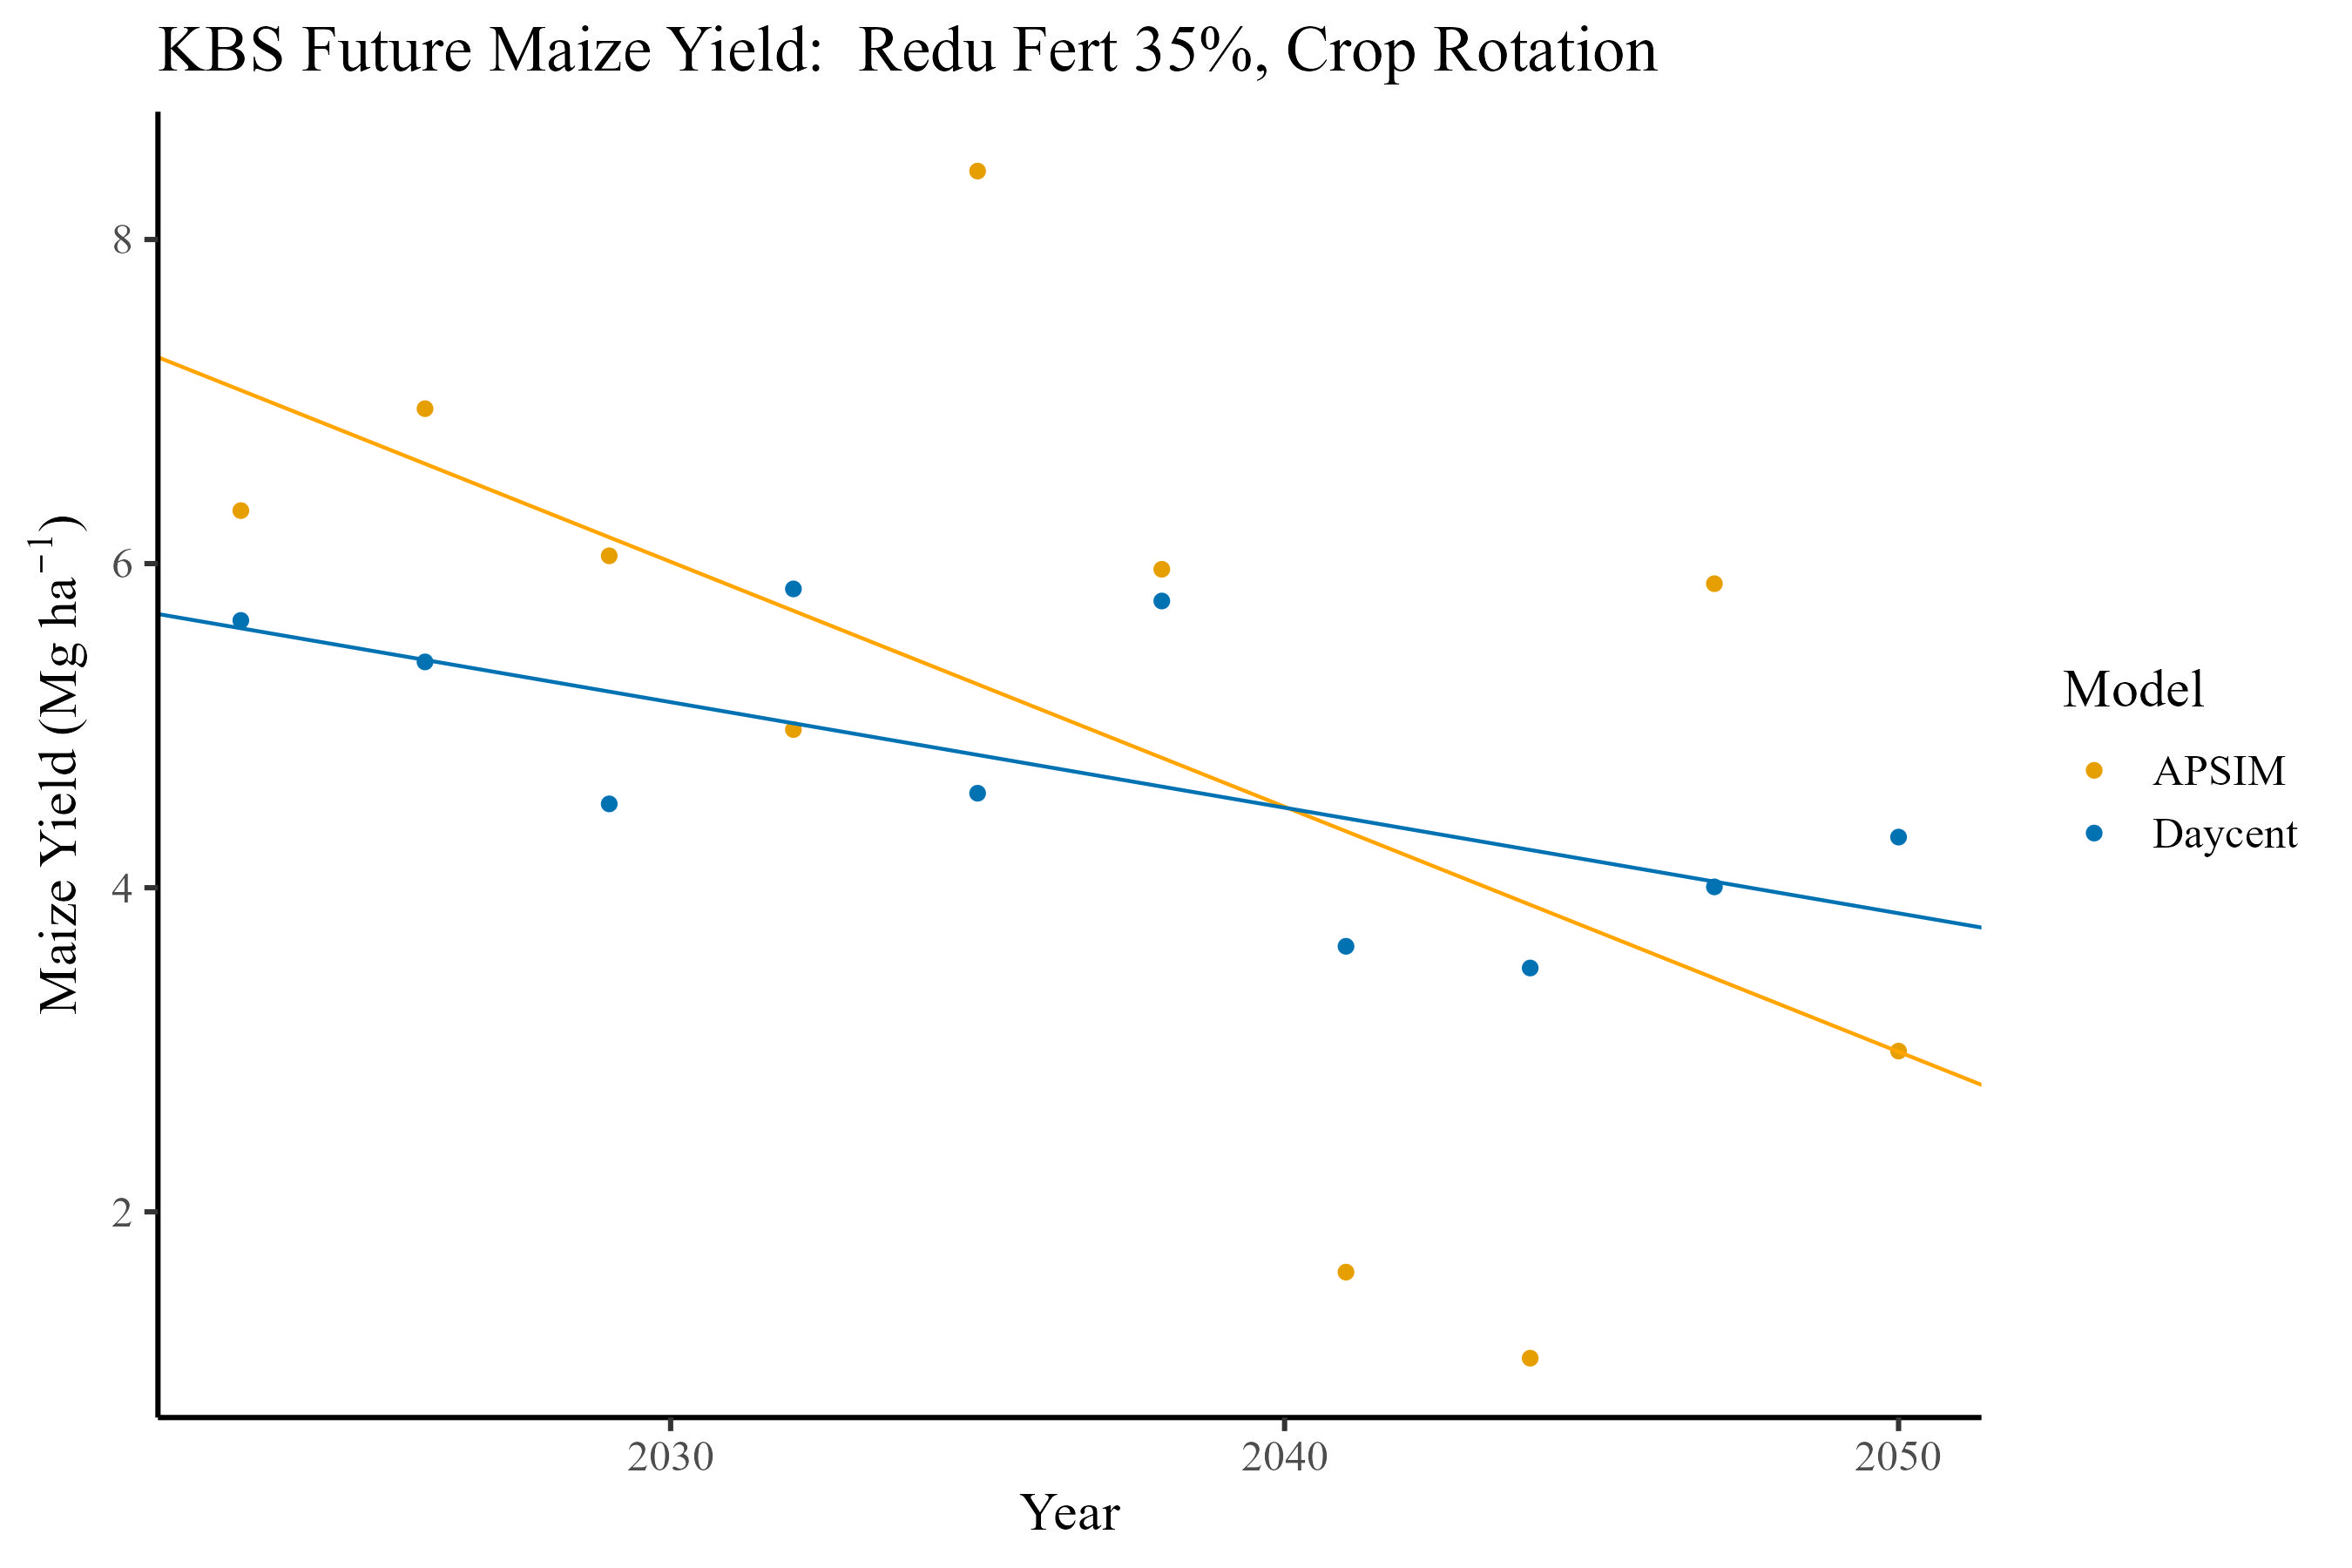 KBS Future Maize Yield:  Redu Fert 35%, Crop Rotation
Maize Yield (Mg ha⁻¹)
8
6
4
2
2030
2040
2050
Year
Model
APSIM
Daycent